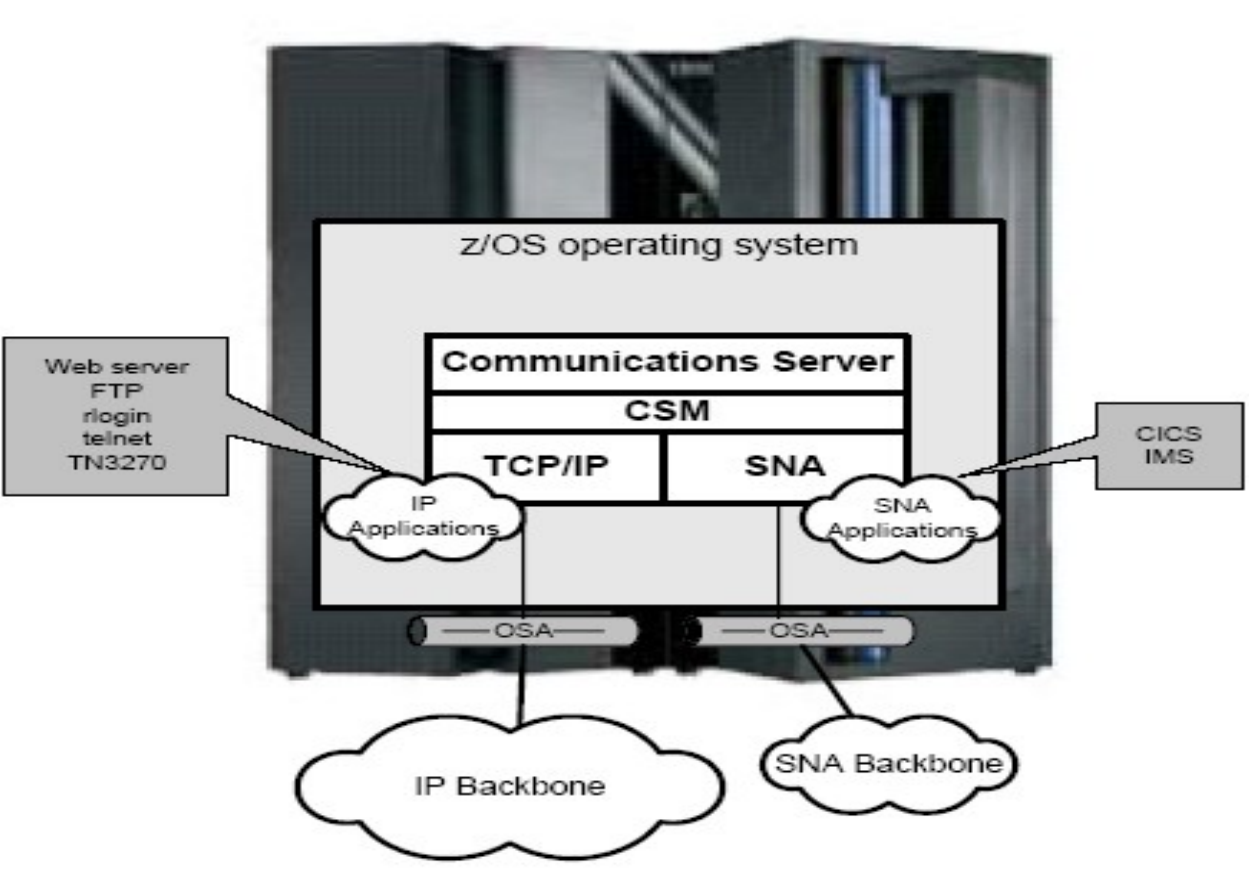 z/OS operating system
Communications Server
CSM
TCP/IP
SNA
Web server
FTP
rlogin
telnet
TN3270
CICS
IMS
IP
Applications
SNA
Applications
OSA
OSA
IP Backbone
SNA Backbone